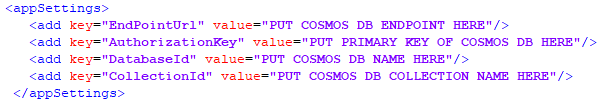 <appSettings>
<add key="EndPointUrl" value="PUT COSMOS DB ENDPOINT HERE"/>
<add key="AuthorizationKey" value="PUT PRIMARY KEY OF COSMOS DB HERE"/>
<add key="DatabaseId" value="PUT COSMOS DB NAME HERE"/>
<add key="CollectionId" value="PUT COSMOS DB COLLECTION NAME HERE"/>
</appSettings>